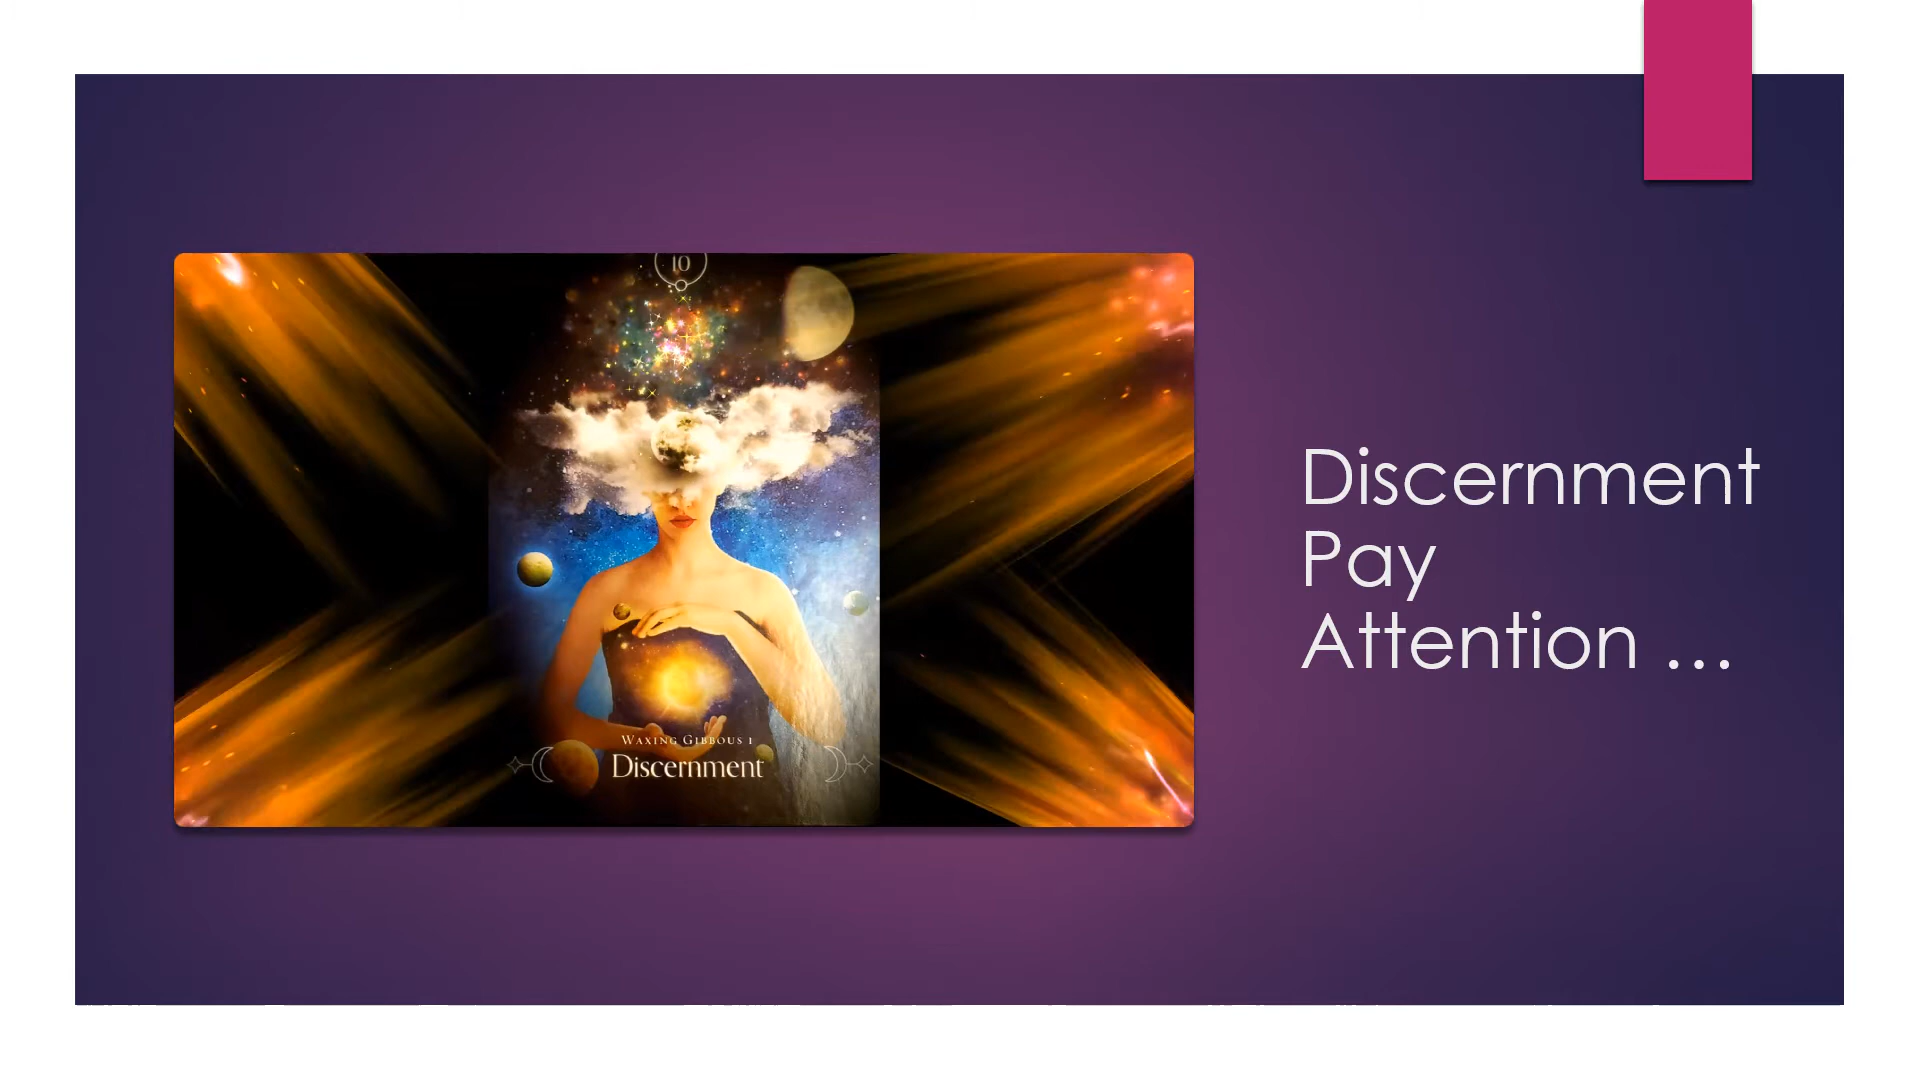 10
WAXING GIBBOUS 1
Discernment
Discernment
Pay
Attention ...